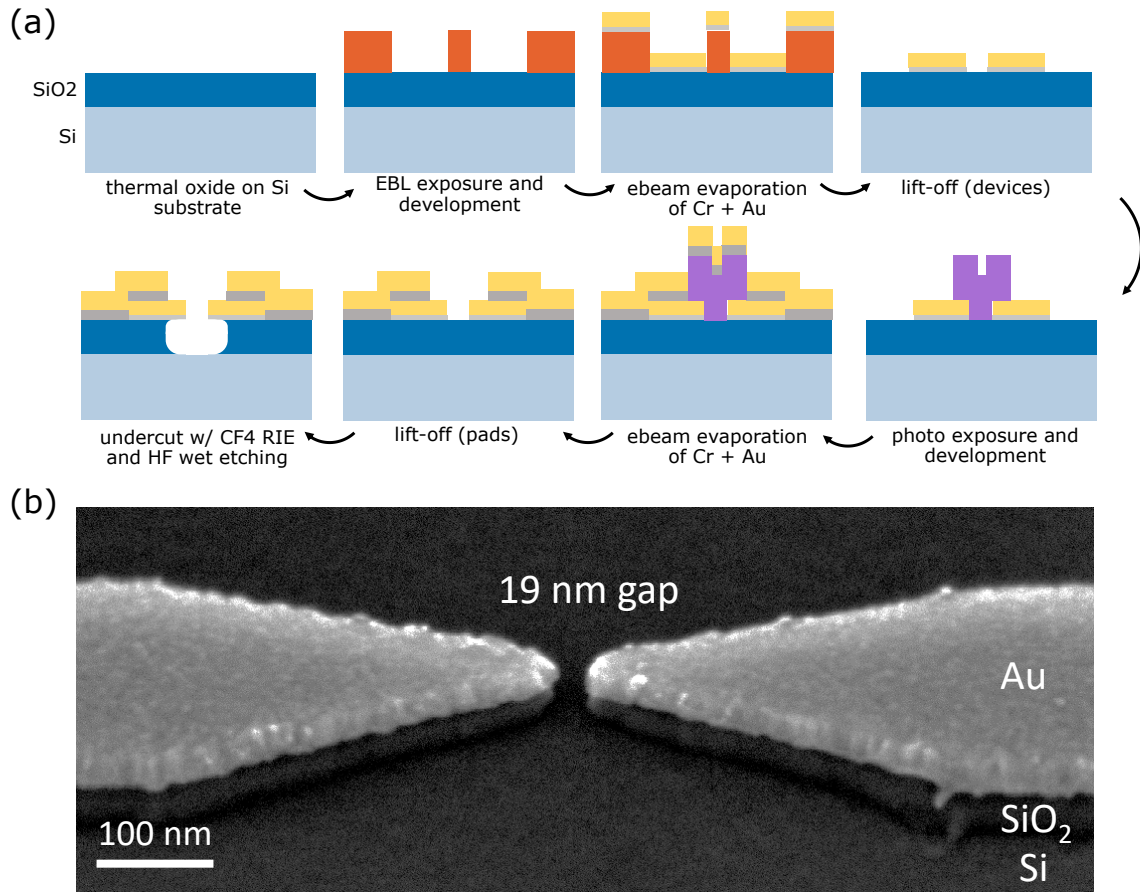 (a)
SiO2
Si
thermal oxide on Si
substrate
EBL exposure and
development
ebeam evaporation
of Cr + Au
lift-off (devices)
undercut w/ CF4 RIE
and HF wet etching
lift-off (pads)
ebeam evaporation
of Cr + Au
photo exposure and
development
(b)
19 nm gap
Au
100 nm
SiO₂
Si